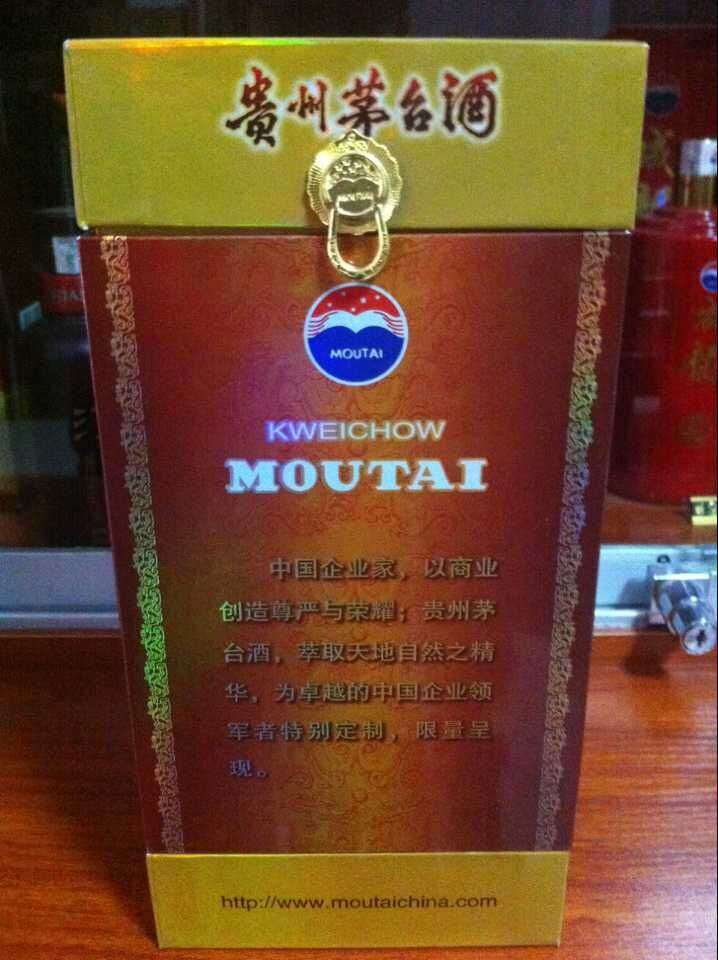 贵州茅台酒
MOUTAI
MOUTAI
KWEICHOW
MOUTAI
中国企业家，以商业
创造尊严与荣耀；贵州茅
台酒，萃取天地自然之精
华，为卓越的中国企业领
军者特别定制，限量呈
现。
http://www.moutaichina.com